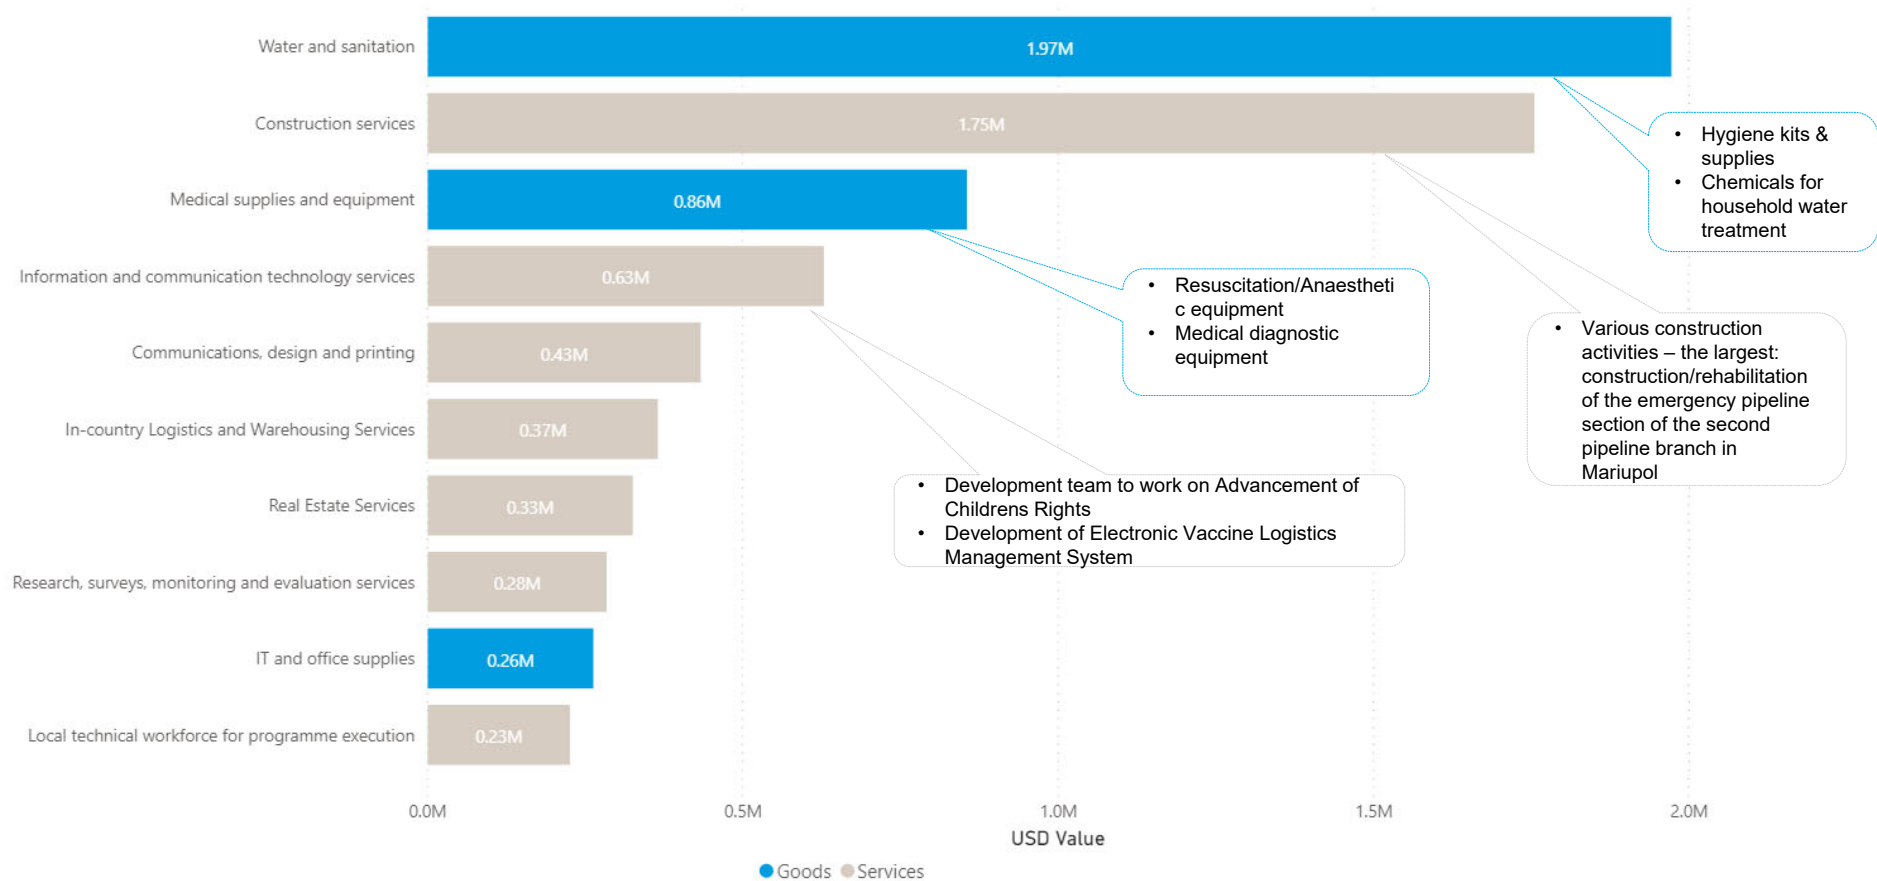 Water and sanitation
1.97M
Construction services
1.75M
Medical supplies and equipment
0.86M
Information and communication technology services
0.63M
Communications, design and printing
0.43M
In-country Logistics and Warehousing Services
0.37M
Real Estate Services
0.33M
Research, surveys, monitoring and evaluation services
0.28M
IT and office supplies
0.26M
Local technical workforce for programme execution
0.23M
• Hygiene kits &
supplies
• Chemicals for
household water
treatment
• Resuscitation/Anaestheti
c equipment
• Medical diagnostic
equipment
• Various construction
activities – the largest:
construction/rehabilitation
of the emergency pipeline
section of the second
pipeline branch in
Mariupol
• Development team to work on Advancement of
Childrens Rights
• Development of Electronic Vaccine Logistics
Management System
0.0M 0.5M 1.0M 1.5M 2.0M
USD Value
Goods Services